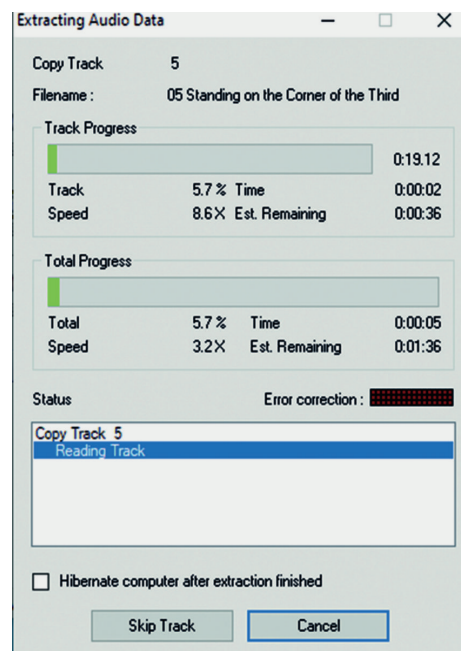 Extracting Audio Data
Copy Track 5
Filename : 05 Standing on the Corner of the Third
Track Progress
0:19.12
Track 5.7 % Time 0:00:02
Speed 8.6X Est. Remaining 0:00:36
Total Progress
Total 5.7 % Time 0:00:05
Speed 3.2X Est. Remaining 0:01:36
Status Error correction :
Copy Track 5
Reading Track
Hibernate computer after extraction finished
Skip Track Cancel